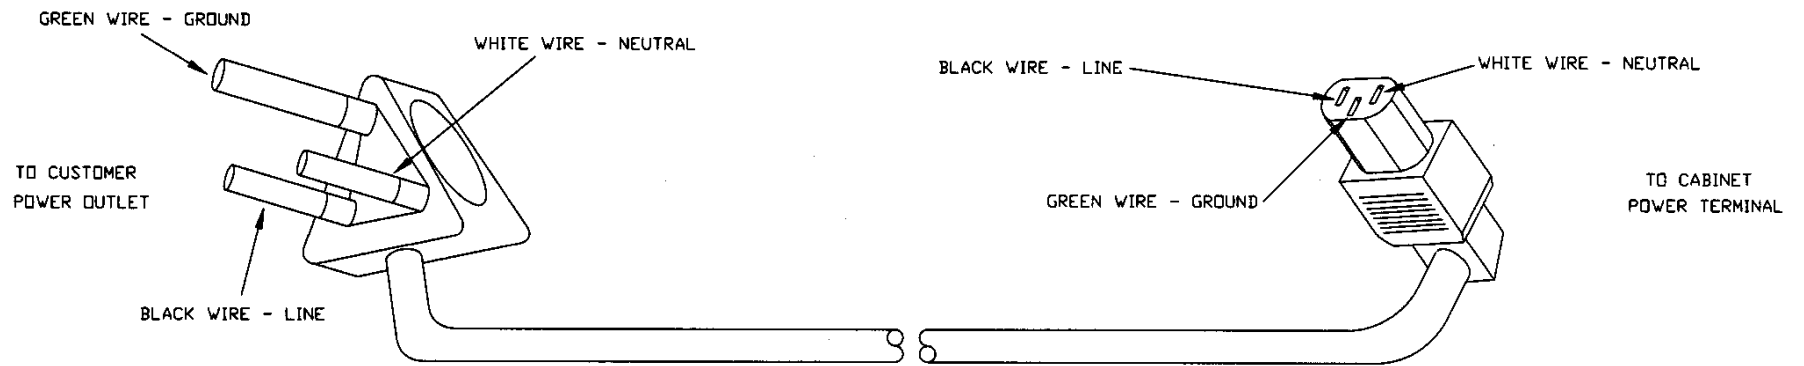 GREEN WIRE - GROUND
WHITE WIRE - NEUTRAL
TO CUSTOMER
POWER OUTLET
BLACK WIRE - LINE
BLACK WIRE - LINE
WHITE WIRE - NEUTRAL
GREEN WIRE - GROUND
TO CABINET
POWER TERMINAL